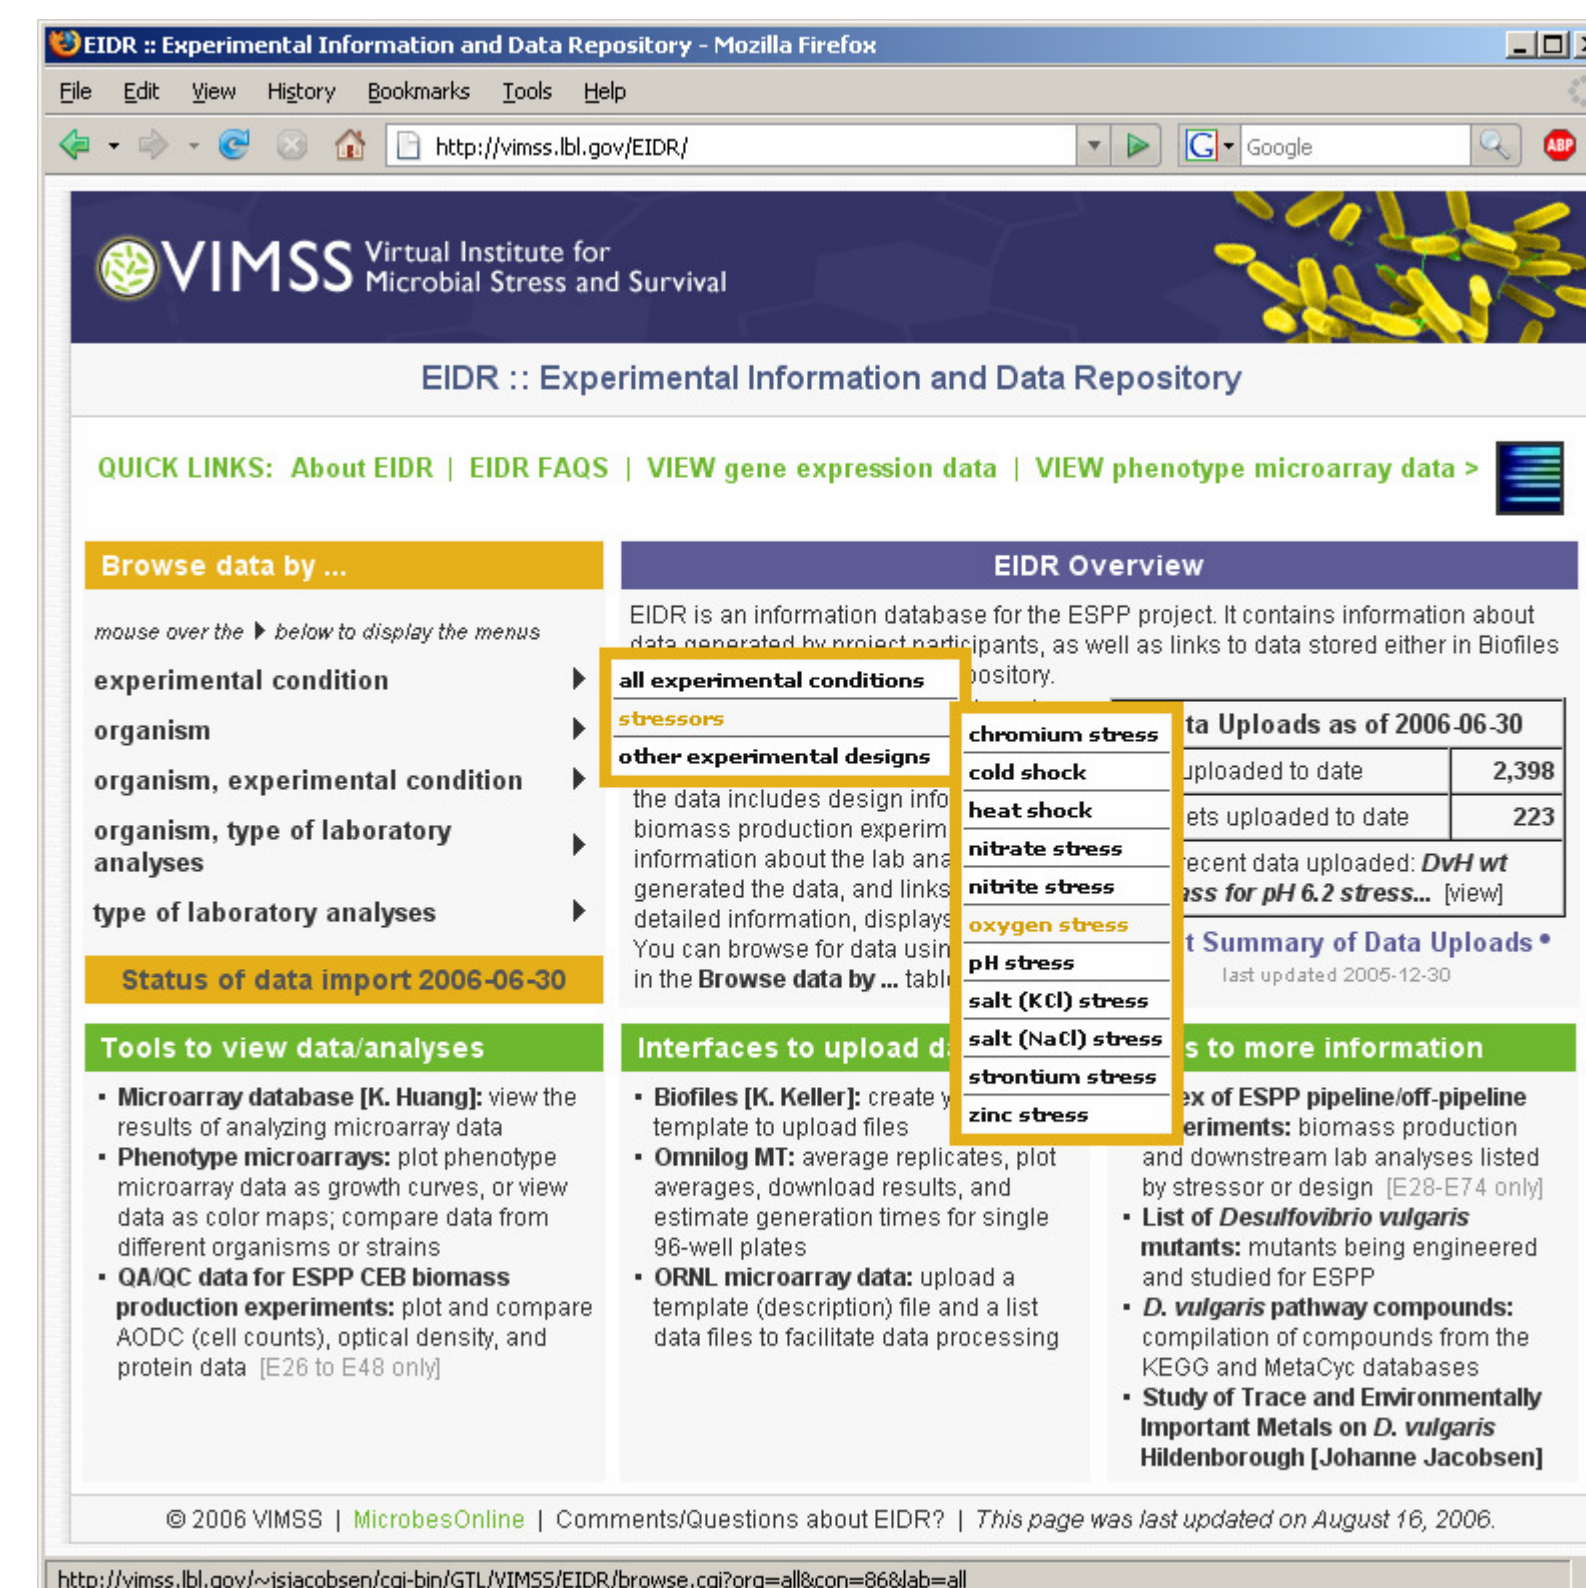 EIDR :: Experimental Information and Data Repository - Mozilla Firefox
File Edit View History Bookmarks Tools Help
http://vimss.lbl.gov/EIDR/
Google
ABP
VIMSS Virtual Institute for
Microbial Stress and Survival
EIDR :: Experimental Information and Data Repository
QUICK LINKS: About EIDR | EIDR FAQS | VIEW gene expression data | VIEW phenotype microarray data >
Browse data by ...
mouse over the ▶ below to display the menus
experimental condition
organism
organism, experimental condition
organism, type of laboratory
analyses
type of laboratory analyses
Status of data import 2006-06-30
all experimental conditions
stressors
other experimental designs
chromium stress
cold shock
heat shock
nitrate stress
nitrite stress
oxygen stress
pH stress
salt (KCl) stress
salt (NaCl) stress
strontium stress
zinc stress
EIDR Overview
EIDR is an information database for the ESPP project. It contains information about
data generated by project participants, as well as links to data stored either in Biofiles
the data includes design
biomass production
information about the lab
generated the data, and links
detailed information, displays
You can browse for data
in the Browse data by ...
Uploads as of 2006-06-30
uploaded to date 2,398
uploaded to date 223
recent data uploaded: DvH wt
for pH 6.2 stress... [view]
Summary of Data Uploads •
last updated 2005-12-30
Tools to view data/analyses
▪ Microarray database [K. Huang]: view the
results of analyzing microarray data
▪ Phenotype microarrays: plot phenotype
microarray data as growth curves, or view
data as color maps; compare data from
different organisms or strains
▪ QA/QC data for ESPP CEB biomass
production experiments: plot and compare
AODC (cell counts), optical density, and
protein data [E26 to E48 only]
Interfaces to upload
▪ Biofiles [K. Keller]: create
template to upload files
▪ Omnilog MT: average replicates, plot
averages, download results, and
estimate generation times for single
96-well plates
▪ ORNL microarray data: upload a
template (description) file and a list
data files to facilitate data processing
to more information
of ESPP pipeline/off-pipeline
biomass production
and downstream lab analyses listed
by stressor or design [E28-E74 only]
▪ List of Desulfovibrio vulgaris
mutants: mutants being engineered
and studied for ESPP
▪ D. vulgaris pathway compounds:
compilation of compounds from the
KEGG and MetaCyc databases
▪ Study of Trace and Environmentally
Important Metals on D. vulgaris
Hildenborough [Johanne Jacobsen]
© 2006 VIMSS | MicrobesOnline | Comments/Questions about EIDR? | This page was last updated on August 16, 2006.
http://vimss.lbl.gov/~jsjacobsen/cgi-bin/GTL/VIMSS/EIDR/browse.cgi?org=all&con=86&lab=all